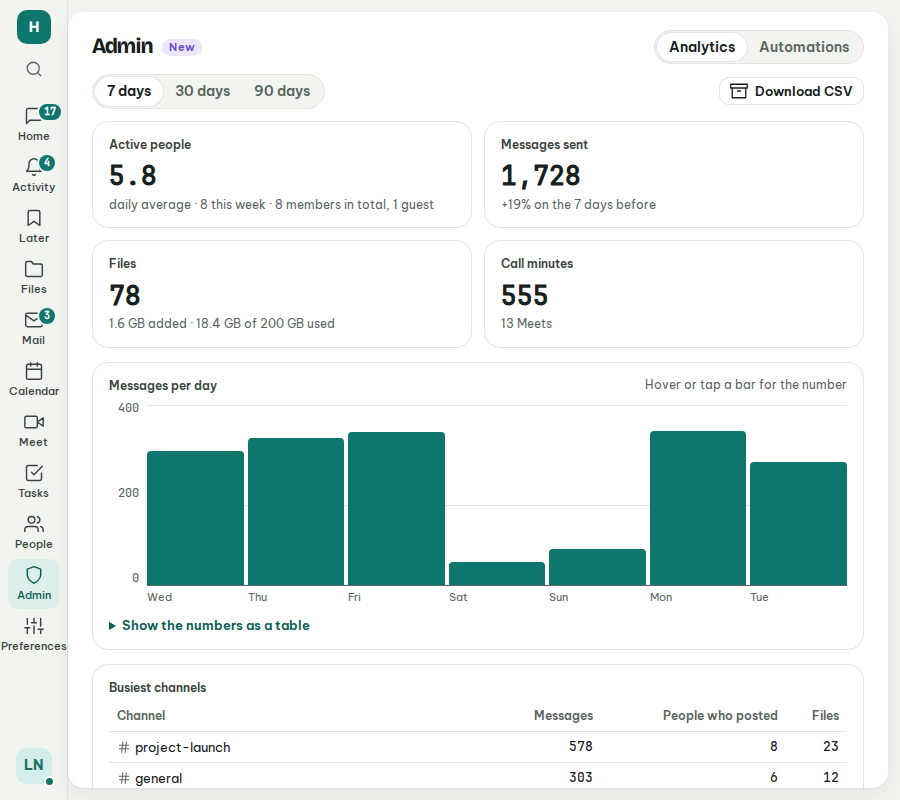 H
17
Home
4
Activity
Later
Files
3
Mail
Calendar
Meet
Tasks
People
Admin
Preferences
LN
Admin New
Analytics Automations
7 days 30 days 90 days
Download CSV
Active people
5.8
daily average · 8 this week · 8 members in total, 1 guest
Messages sent
1,728
+19% on the 7 days before
Files
78
1.6 GB added · 18.4 GB of 200 GB used
Call minutes
555
13 Meets
Messages per day
Hover or tap a bar for the number
400
200
0
Wed Thu Fri Sat Sun Mon Tue
Show the numbers as a table
Busiest channels
Channel Messages People who posted Files
# project-launch 578 8 23
# general 303 6 12